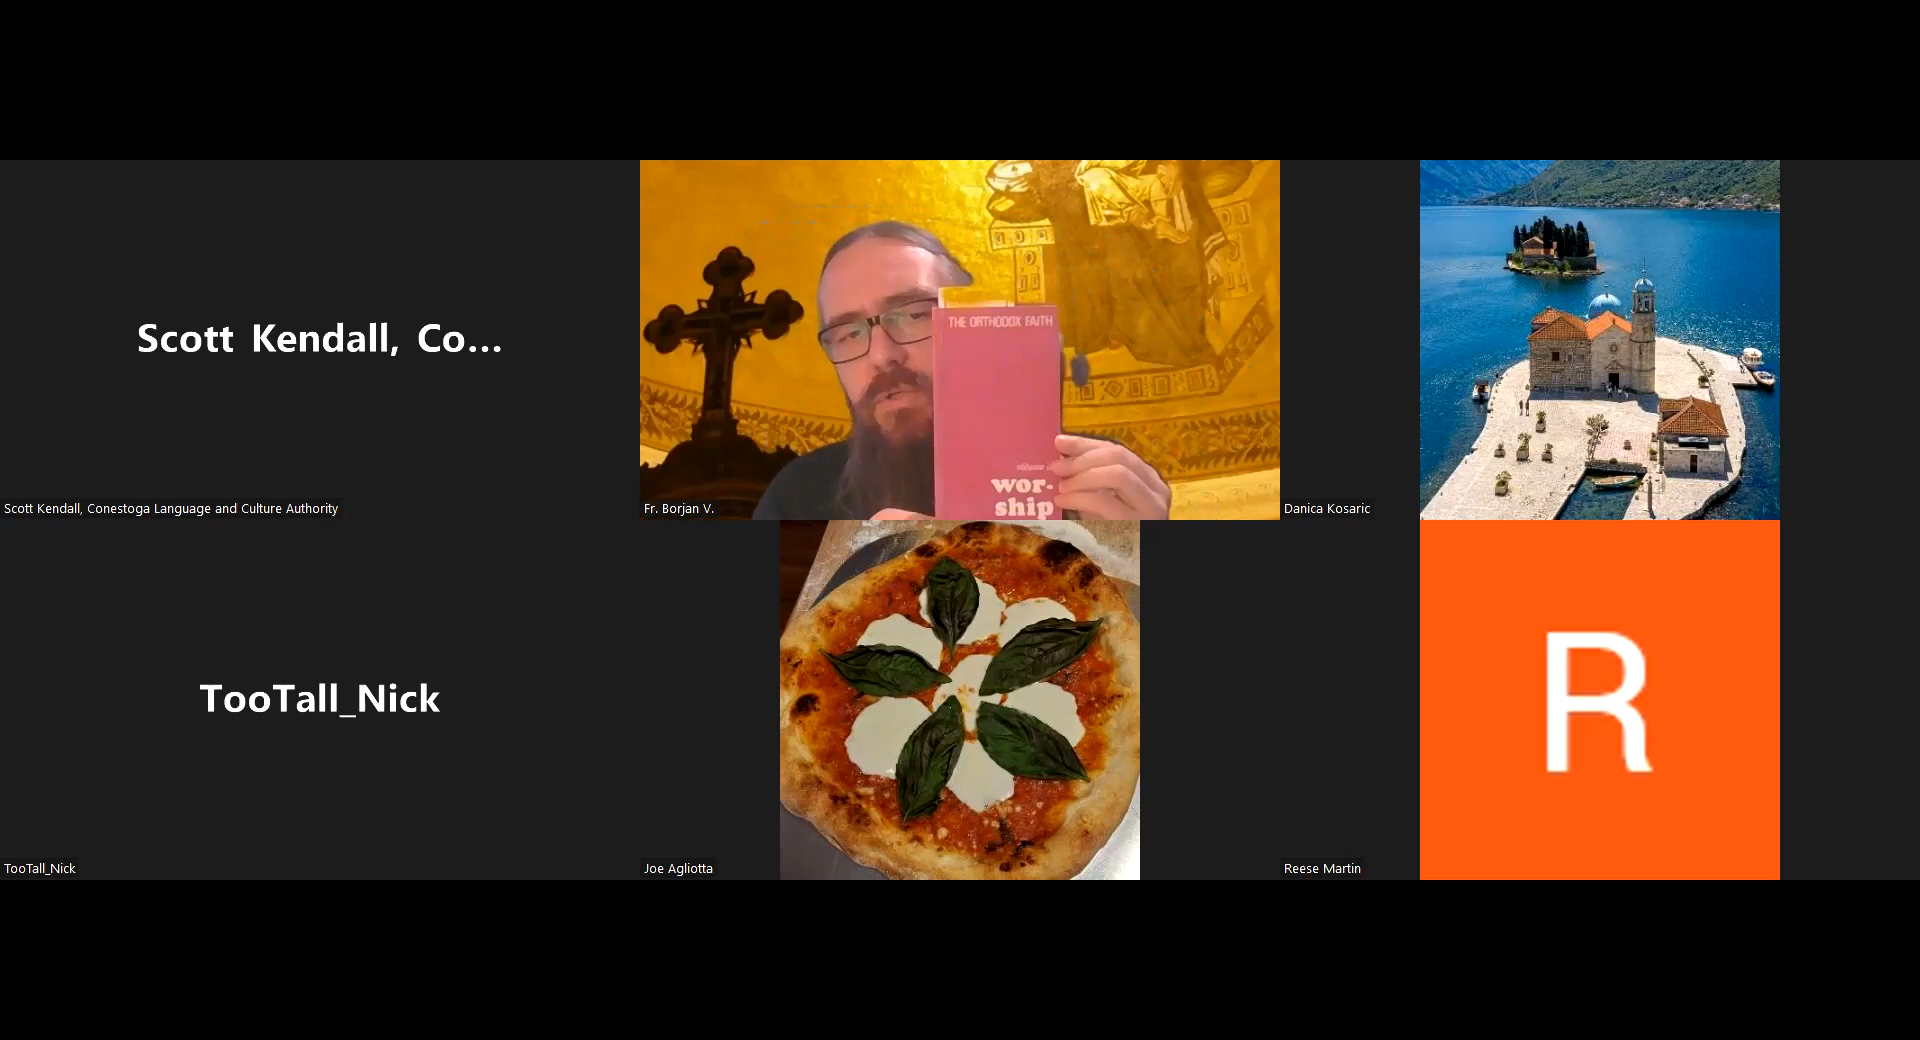 Scott Kendall, Co...
Scott Kendall, Conestoga Language and Culture Authority
THE ORTHODOX FAITH
wor-
ship
Fr. Borjan V.
Danica Kosaric
TooTall_Nick
TooTall_Nick
Joe Agliotta
R
Reese Martin